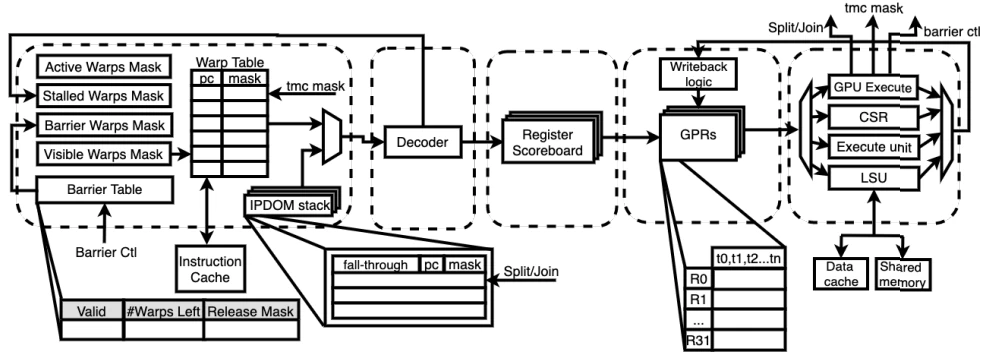 tmc mask
Split/Join
barrier ctl
Active Warps Mask
Stalled Warps Mask
Barrier Warps Mask
Visible Warps Mask
Barrier Table
Barrier Ctl
Warp Table
pc mask
tmc mask
IPDOM stack
Instruction
Cache
Decoder
Register
Scoreboard
Writeback
logic
GPRs
GPU Execute
CSR
Execute unit
LSU
Data
cache
Shared
memory
fall-through pc mask
Split/Join
Valid #Warps Left Release Mask
t0,t1,t2...tn
R0
R1
...
R31